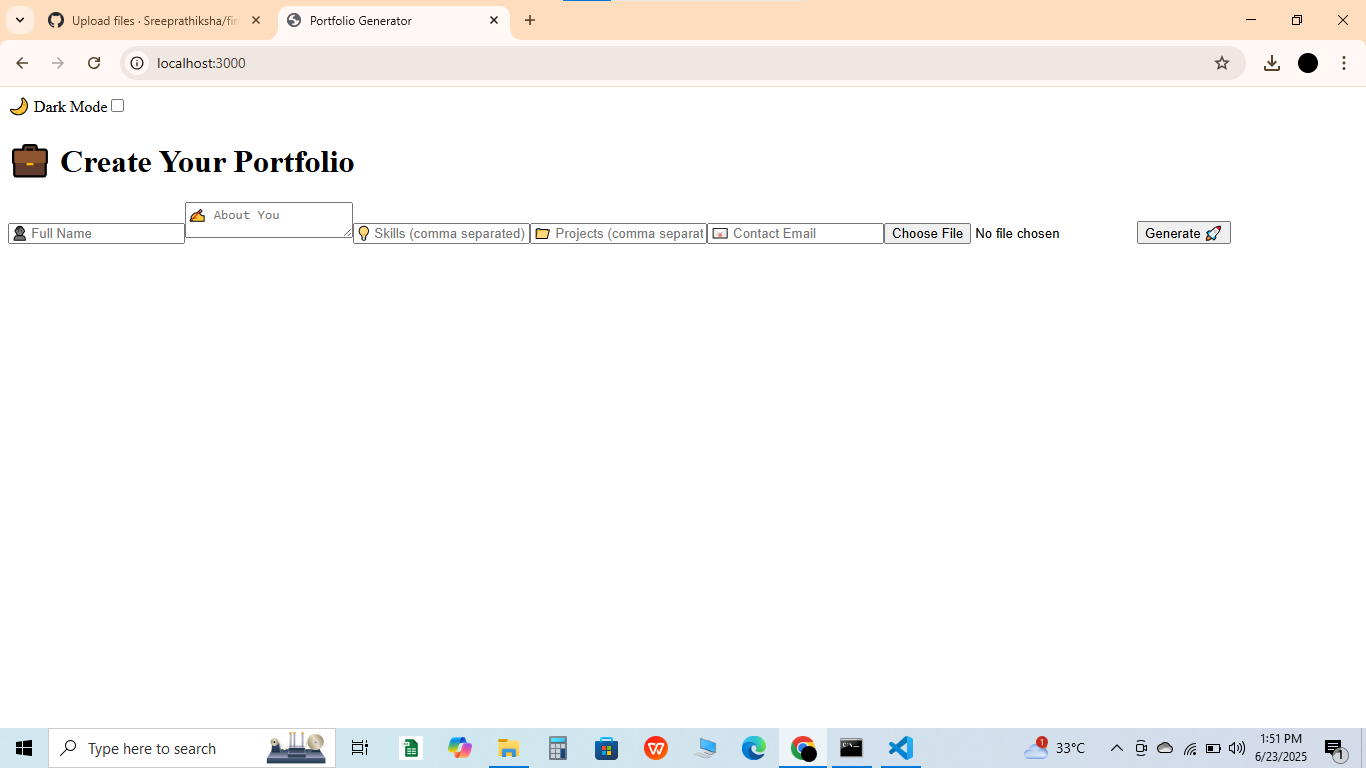 Upload files · Sreeprathiksha/fin
Portfolio Generator
localhost:3000
🌙 Dark Mode
💼 Create Your Portfolio
Full Name
✍ About You
💡 Skills (comma separated)
📁 Projects (comma separat
📧 Contact Email
Choose File No file chosen
Generate 🚀
Type here to search
1
33°C
1:51 PM
6/23/2025
1